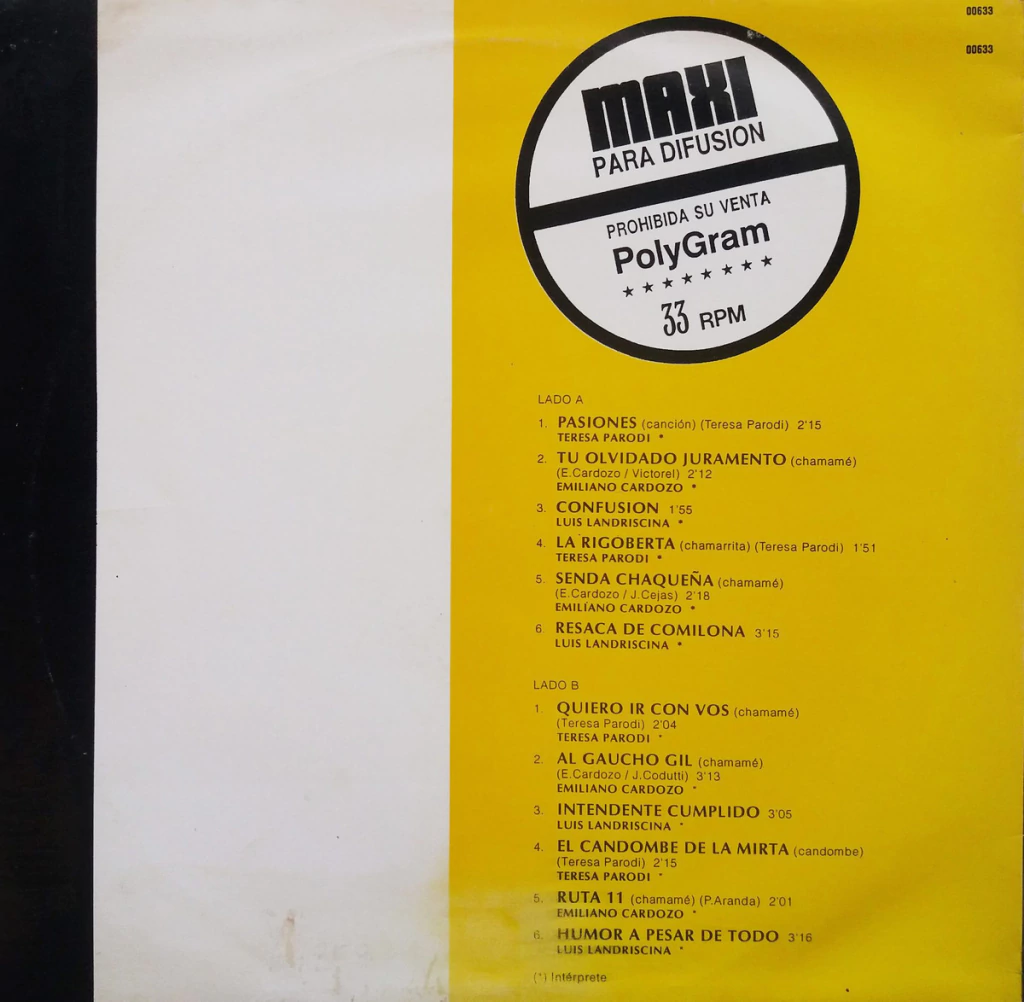 00633
00633
MAXI
PARA DIFUSION
PROHIBIDA SU VENTA
PolyGram
★ ★ ★ ★ ★ ★ ★ ★
33 RPM
LADO A
1. PASIONES (canción) (Teresa Parodi) 2'15
TERESA PARODI *
2. TU OLVIDADO JURAMENTO (chamamé)
(E.Cardozo / Victorel) 2'12
EMILIANO CARDOZO *
3. CONFUSION 1'55
LUIS LANDRISCINA *
4. LA RIGOBERTA (chamarrita) (Teresa Parodi) 1'51
TERESA PARODI *
5. SENDA CHAQUEÑA (chamamé)
(E.Cardozo / J.Cejas) 2'18
EMILIANO CARDOZO *
6 RESACA DE COMILONA 3'15
LUIS LANDRISCINA *
LADO B
1. QUIERO IR CON VOS (chamamé)
(Teresa Parodi) 2'04
TERESA PARODI *
2. AL GAUCHO GIL (chamamé)
(E.Cardozo / J.Codutti) 3'13
EMILIANO CARDOZO *
3. INTENDENTE CUMPLIDO 3'05
LUIS LANDRISCINA *
4. EL CANDOMBE DE LA MIRTA (candombe)
(Teresa Parodi) 2'15
TERESA PARODI *
5. RUTA 11 (chamamé) (P.Aranda) 2'01
EMILIANO CARDOZO *
6. HUMOR A PESAR DE TODO 3'16
LUIS LANDRISCINA *
(*) Intérprete